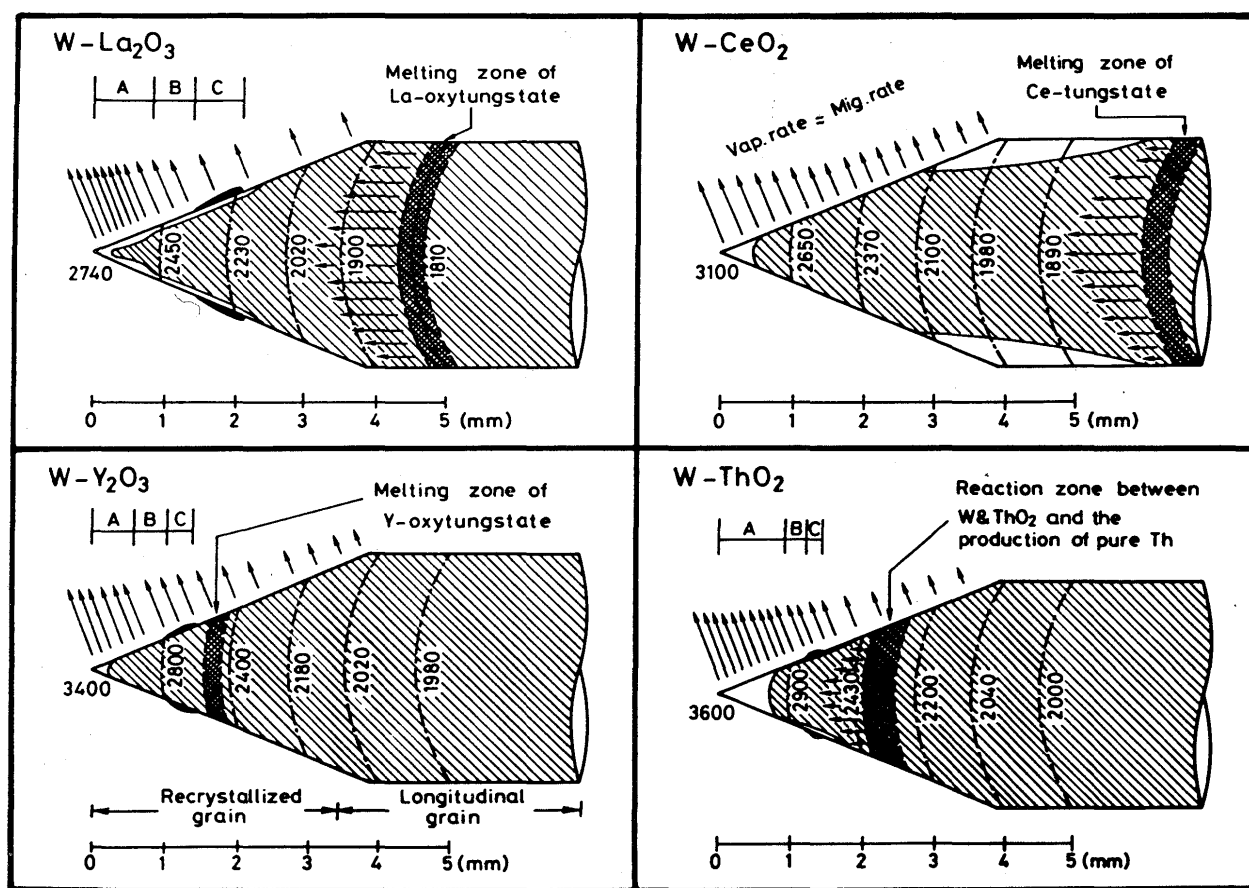 W-La₂O₃
A B C
Melting zone of
La-oxytungstate
2740
2450
2230
2020
1900
1810
0 1 2 3 4 5 (mm)
W-CeO₂
Vap.rate = Mig.rate
Melting zone of
Ce-tungstate
3100
2650
2370
2100
1980
1890
0 1 2 3 4 5 (mm)
W-Y₂O₃
A B C
Melting zone of
Y-oxytungstate
3400
2800
2400
2180
2020
1980
Recrystallized
grain
Longitudinal
grain
0 1 2 3 4 5 (mm)
W-ThO₂
A B C
Reaction zone between
W&ThO₂ and the
production of pure Th
3600
2900
2430
2200
2040
2000
0 1 2 3 4 5 (mm)